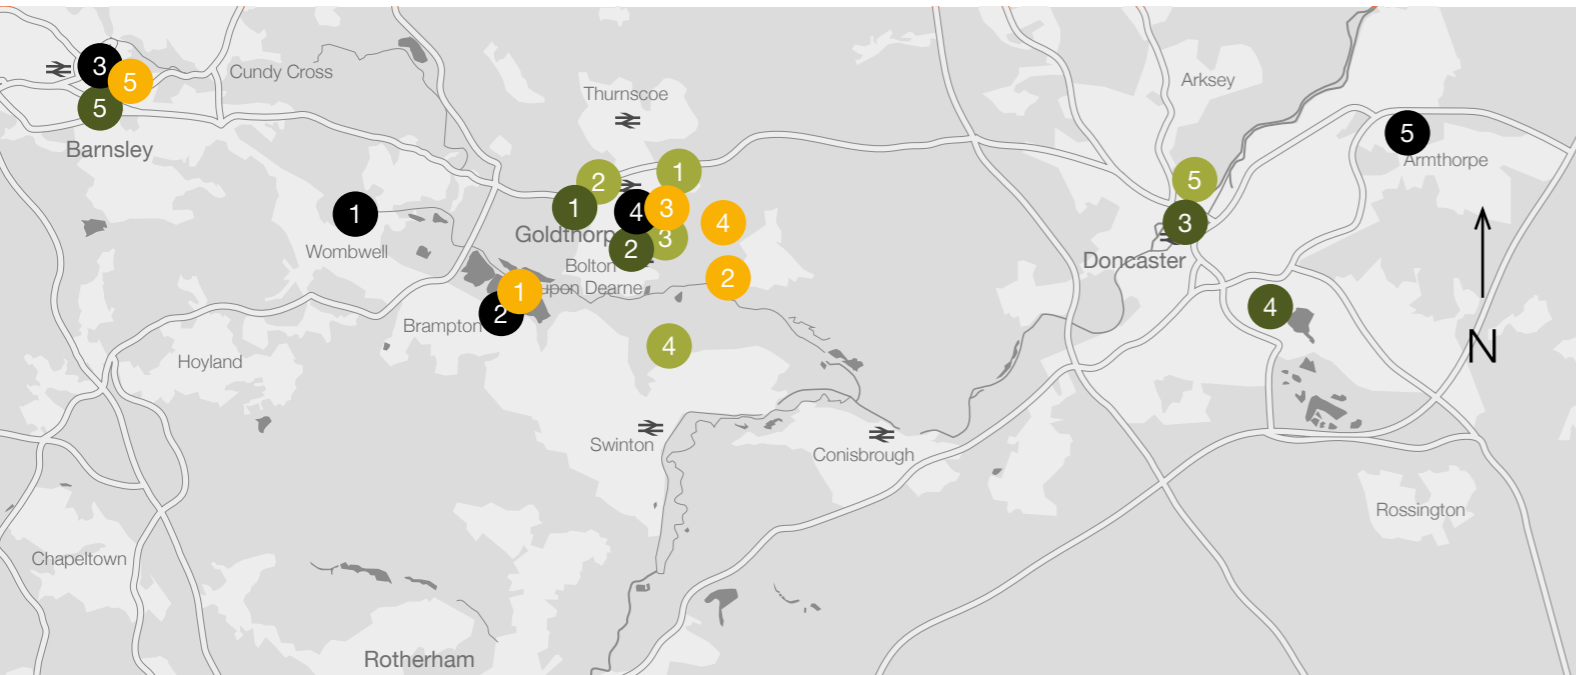 3
5
Cundy Cross
5
Barnsley
Thurnscoe
Arksey
5
Armthorpe
1
2
5
1
1
4
3
4
3
Wombwell
Goldthorp
2
3
Doncaster
Bolton
upon Dearne
2
1
2
Brampton
4
4
N
Hoyland
Swinton
Conisbrough
Rossington
Chapeltown
Rotherham